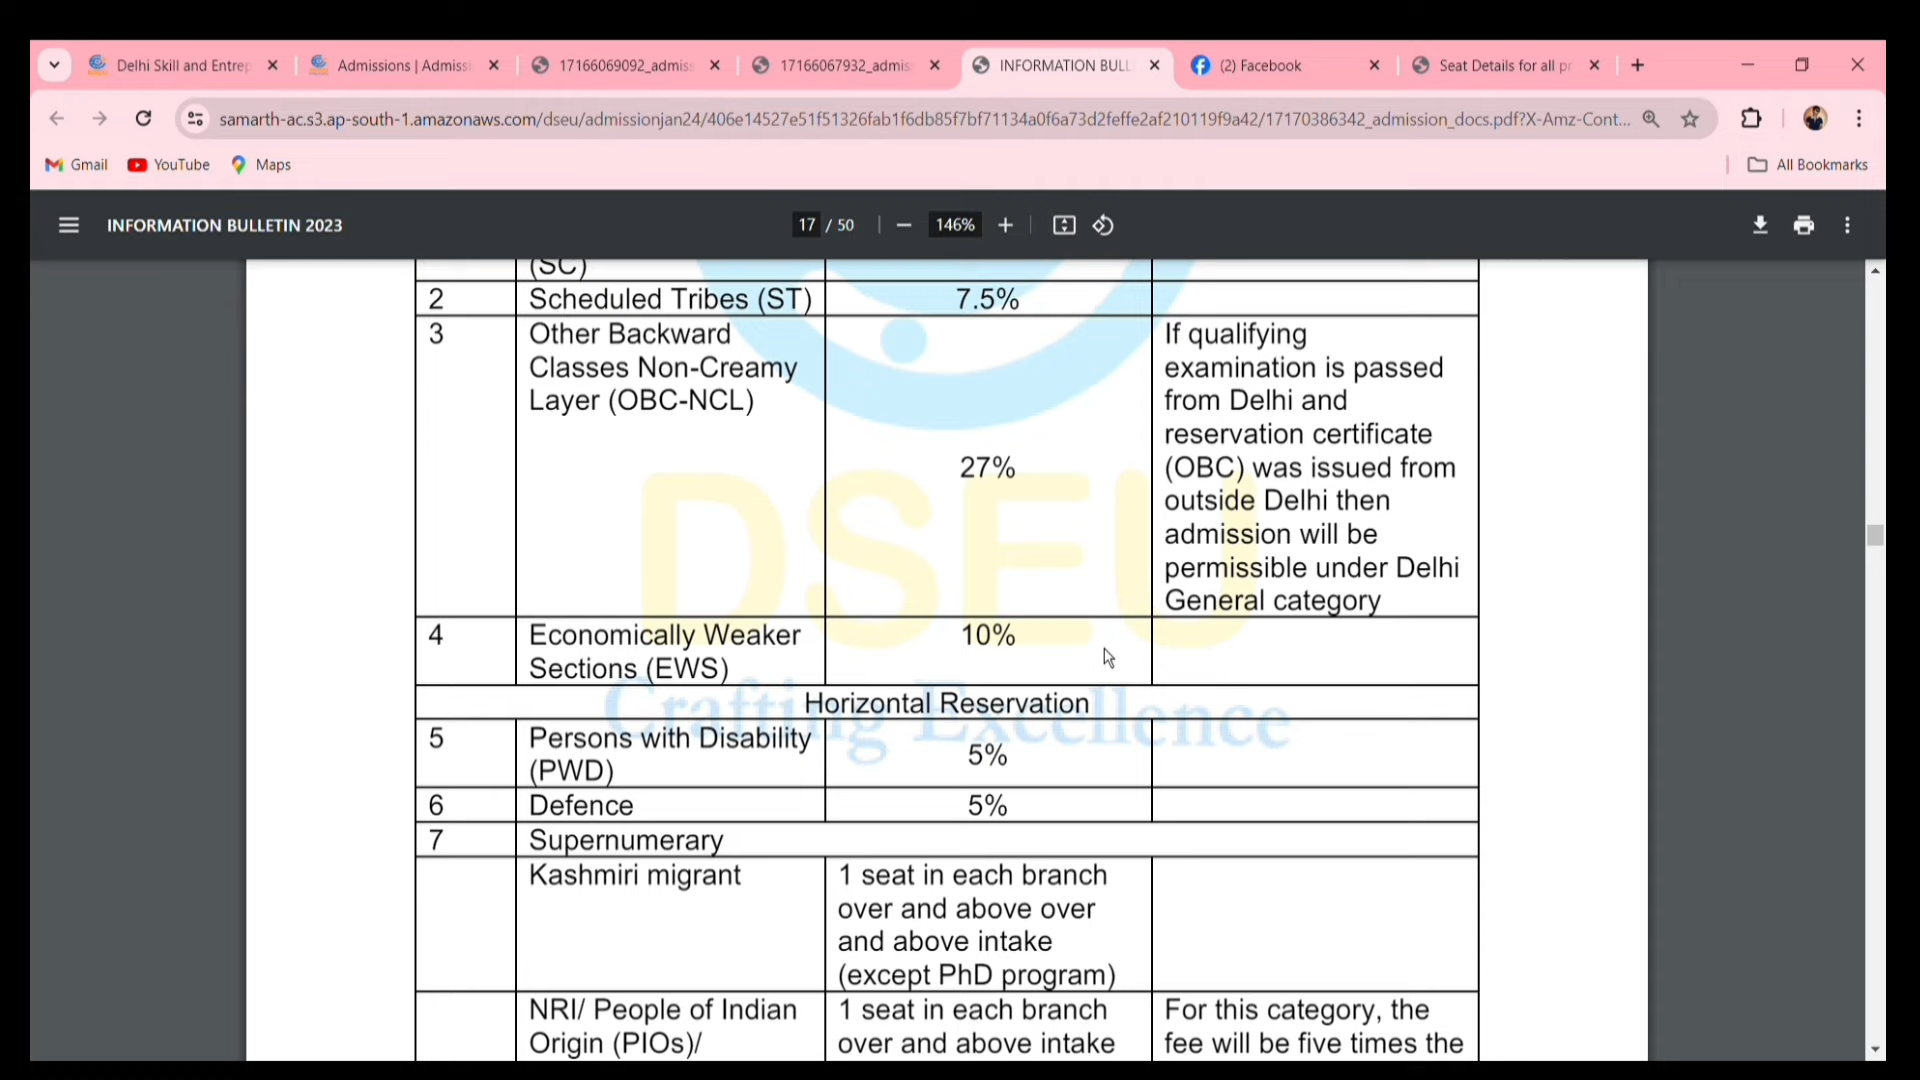 Delhi Skill and Entrep
Admissions | Admissi
17166069092_admiss
17166067932_admis
INFORMATION BULL
(2) Facebook
Seat Details for all pr
samarth-ac.s3.ap-south-1.amazonaws.com/dseu/admissionjan24/406e14527e51f51326fab1f6db85f7bf71134a0f6a73d2feffe2af210119f9a42/17170386342_admission_docs.pdf?X-Amz-Cont...
Gmail
YouTube
Maps
All Bookmarks
INFORMATION BULLETIN 2023
17 / 50
146%
(SC)
2
Scheduled Tribes (ST)
7.5%
3
Other Backward
Classes Non-Creamy
Layer (OBC-NCL)
27%
If qualifying
examination is passed
from Delhi and
reservation certificate
(OBC) was issued from
outside Delhi then
admission will be
permissible under Delhi
General category
4
Economically Weaker
Sections (EWS)
10%
Horizontal Reservation
5
Persons with Disability
(PWD)
5%
6
Defence
5%
7
Supernumerary
Kashmiri migrant
1 seat in each branch
over and above over
and above intake
(except PhD program)
NRI/ People of Indian
Origin (PIOs)/
1 seat in each branch
over and above intake
For this category, the
fee will be five times the
DSEU
Crafting Excellence